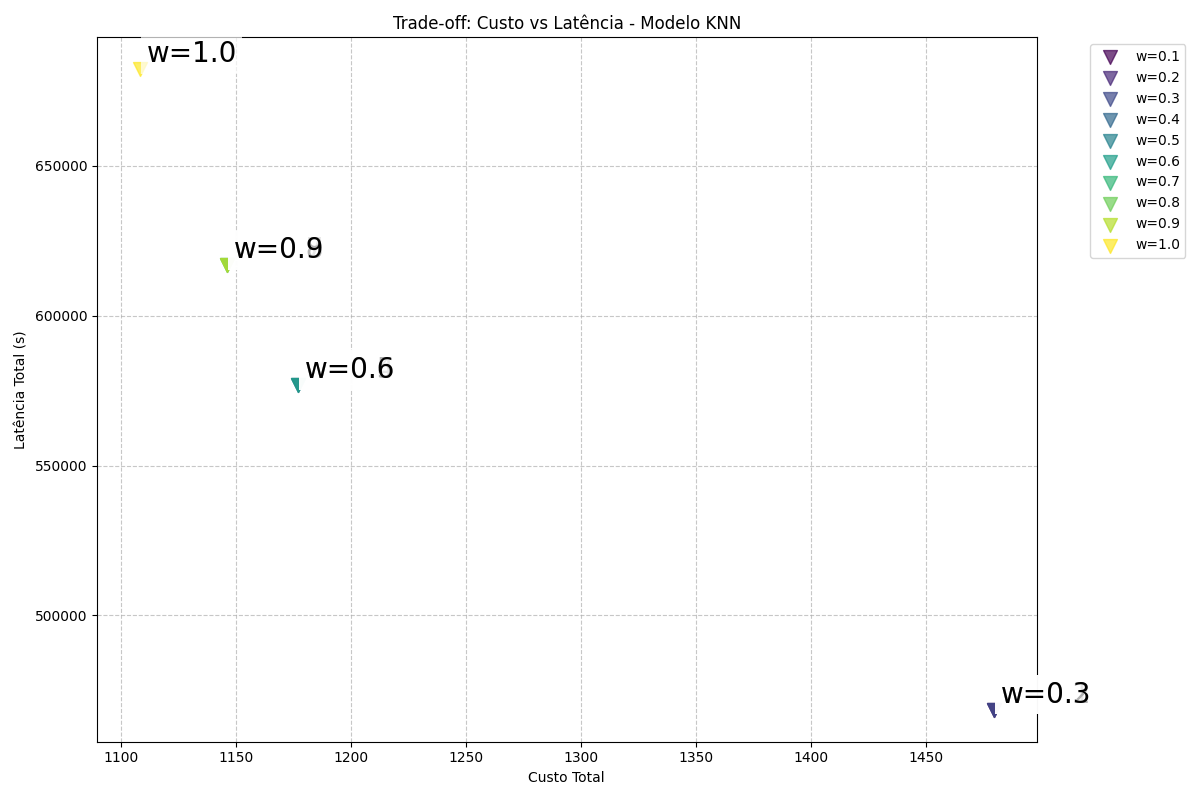 Trade-off: Custo vs Latência - Modelo KNN
w=1.0
w=0.9
w=0.6
w=0.3
650000
600000
550000
500000
Latência Total (s)
1100 1150 1200 1250 1300 1350 1400 1450
Custo Total
w=0.1
w=0.2
w=0.3
w=0.4
w=0.5
w=0.6
w=0.7
w=0.8
w=0.9
w=1.0